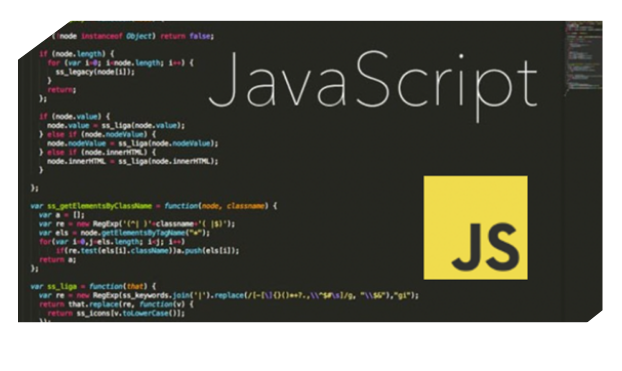 (!node instanceof Object) return false;
if (node.length) {
for (var i=0; i<node.length; i++) {
ss_legacy(node[i]);
}
return;
};
if (node.value) {
node.value = ss_liga(node.value);
} else if (node.nodeValue) {
node.nodeValue = ss_liga(node.nodeValue);
} else if (node.innerHTML) {
node.innerHTML = ss_liga(node.innerHTML);
}
};
var ss_getElementsByClassName = function(node, classname) {
var a = [];
var re = new RegExp('(^| )'+classname+'( |$)');
var els = node.getElementsByTagName("*");
for(var i=0,j=els.length; i<j; i++)
if(re.test(els[i].className))a.push(els[i]);
return a;
};
var ss_liga = function(that) {
var re = new RegExp(ss_keywords.join('|').replace(/[-[\]{}()*+?.,\\^$#\s]/g, "\\$&"),"gi");
return that.replace(re, function(v) {
return ss_icons[v.toLowerCase()];
});
JavaScript
JS